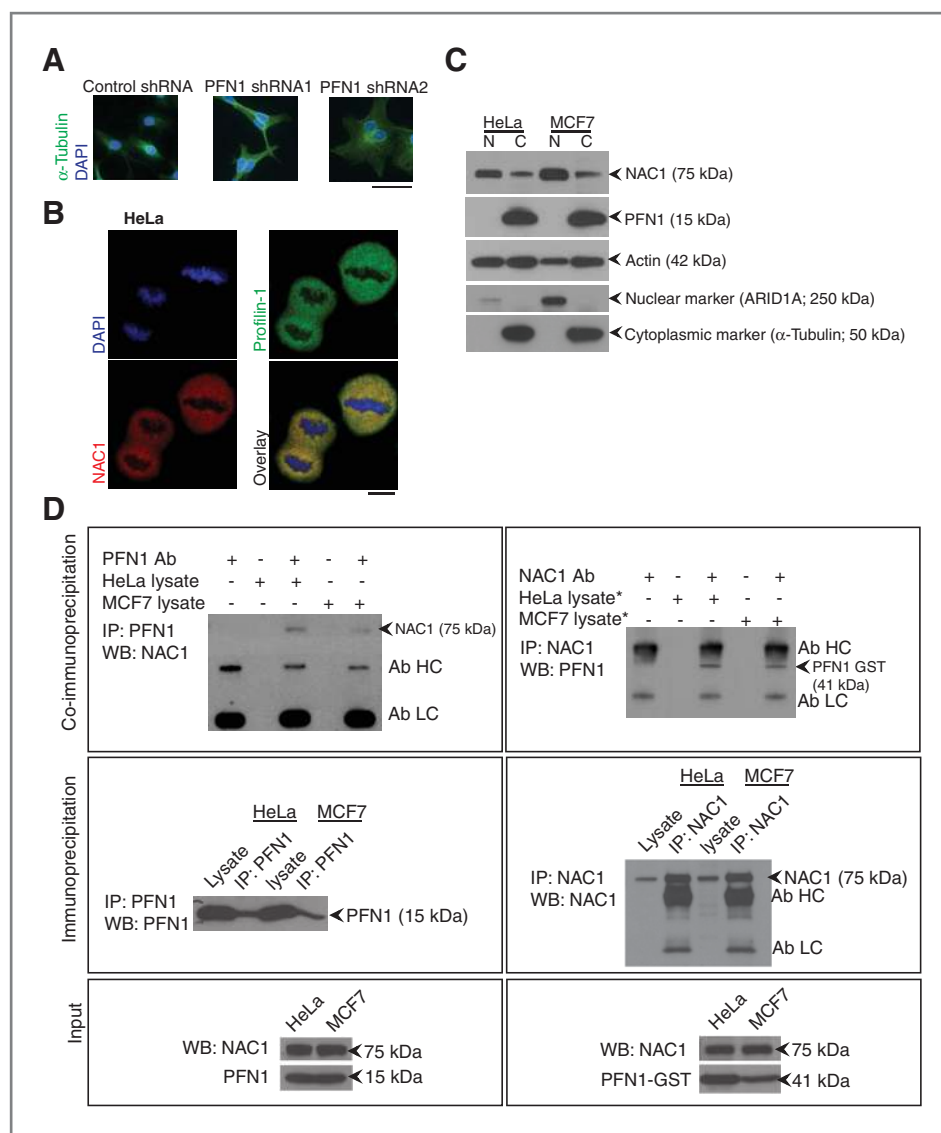 A
Control shRNA PFN1 shRNA1 PFN1 shRNA2
α-Tubulin
DAPI
B
HeLa
DAPI
Profilin-1
NAC1
Overlay
C
HeLa MCF7
N C N C
NAC1 (75 kDa)
PFN1 (15 kDa)
Actin (42 kDa)
Nuclear marker (ARID1A; 250 kDa)
Cytoplasmic marker (α-Tubulin; 50 kDa)
D
Co-immunoprecipitation
PFN1 Ab + - + - +
HeLa lysate - + + - -
MCF7 lysate - - - + +
IP: PFN1
WB: NAC1
NAC1 (75 kDa)
Ab HC
Ab LC
NAC1 Ab + - + - +
HeLa lysate* - + + - -
MCF7 lysate* - - - + +
IP: NAC1
WB: PFN1
Ab HC
PFN1 GST
(41 kDa)
Ab LC
Immunoprecipitation
HeLa MCF7
Lysate IP: PFN1 lysate IP: PFN1
IP: PFN1
WB: PFN1
PFN1 (15 kDa)
HeLa MCF7
Lysate IP: NAC1 lysate IP: NAC1
IP: NAC1
WB: NAC1
NAC1 (75 kDa)
Ab HC
Ab LC
Input
HeLa MCF7
WB: NAC1 75 kDa
PFN1 15 kDa
HeLa MCF7
WB: NAC1 75 kDa
PFN1-GST 41 kDa